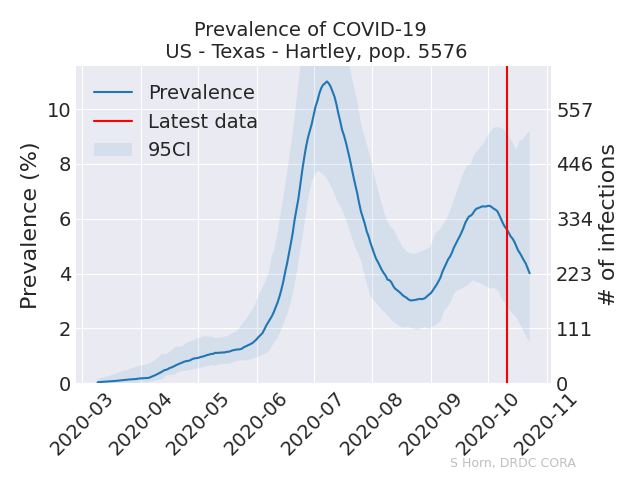 Prevalence of COVID-19
US - Texas - Hartley, pop. 5576
Prevalence
Latest data
95CI
Prevalence (%)
10
8
6
4
2
0
557
446
334
223
111
0
# of infections
2020-03
2020-04
2020-05
2020-06
2020-07
2020-08
2020-09
2020-10
2020-11
S Horn, DRDC CORA